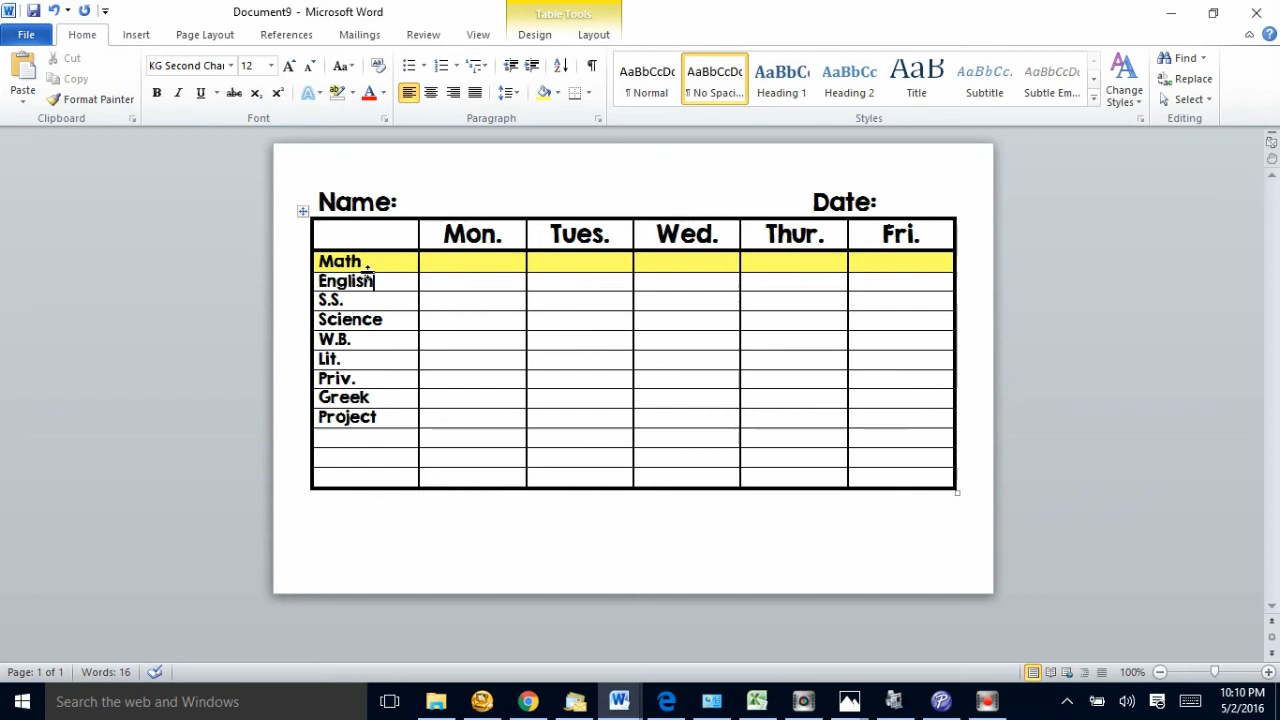 Document9 - Microsoft Word
Table Tools
File Home Insert Page Layout References Mailings Review View Design Layout
Paste
Cut
Copy
Format Painter
Clipboard
KG Second Chan 12
Font
Paragraph
AaBbCcDc AaBbCcDc AaBbCc AaBbCc AaB AaBbCc. AaBbCcDc
¶ Normal ¶ No Spaci... Heading 1 Heading 2 Title Subtitle Subtle Em...
Change Styles
Styles
Find
Replace
Select
Editing
Name: Date:
Mon. Tues. Wed. Thur. Fri.
Math
English
S.S.
Science
W.B.
Lit.
Priv.
Greek
Project
Page: 1 of 1 Words: 16 100%
Search the web and Windows
10:10 PM
5/2/2016